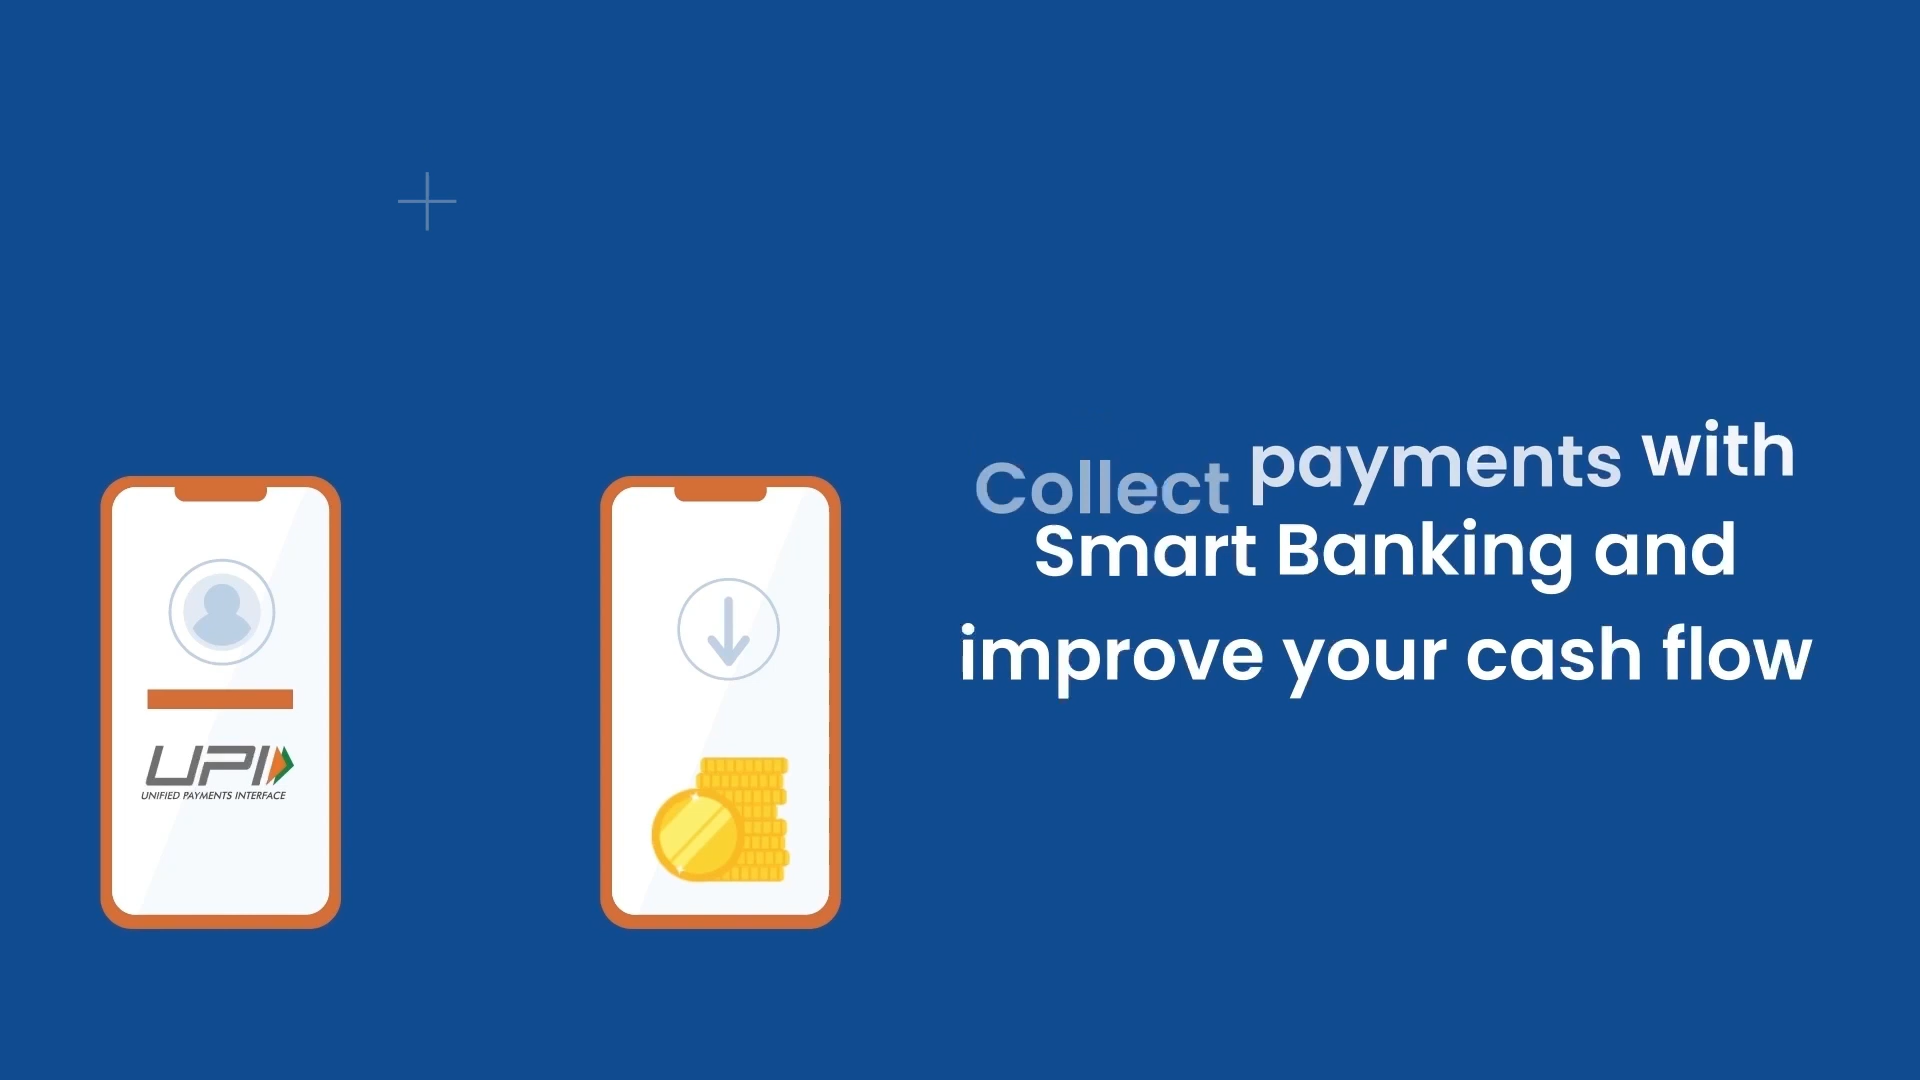 Collect payments with
Smart Banking and
improve your cash flow
UPI
UNIFIED PAYMENTS INTERFACE